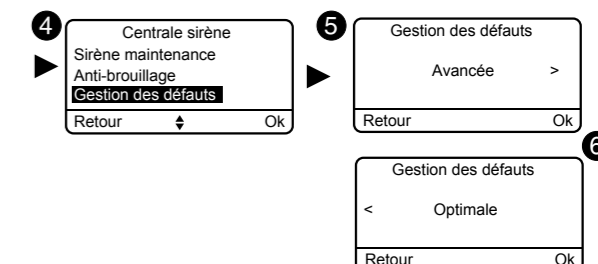 4
Centrale sirène
Sirène maintenance
Anti-brouillage
Gestion des défauts
Retour Ok
5
Gestion des défauts
Avancée >
Retour Ok
6
Gestion des défauts
< Optimale
Retour Ok